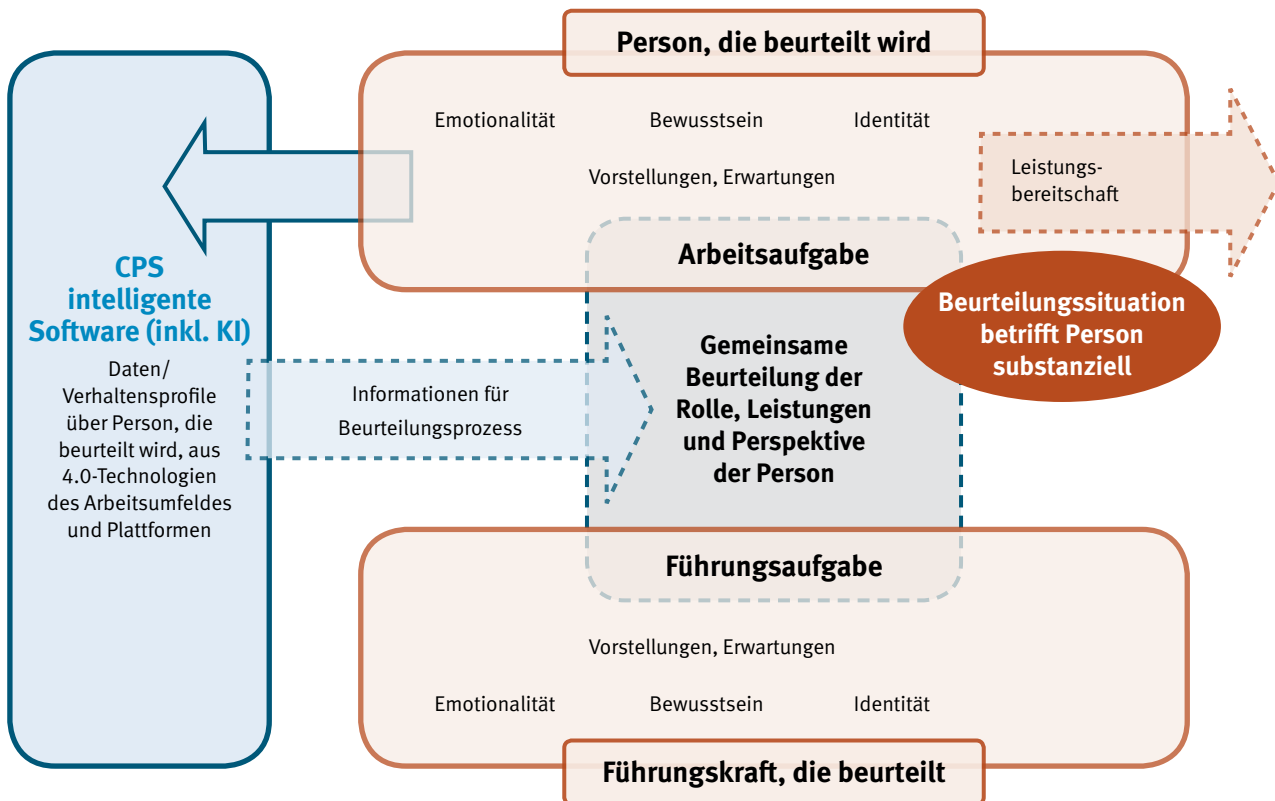 Person, die beurteilt wird
Emotionalität
Bewusstsein
Identität
Vorstellungen, Erwartungen
Leistungs-
bereitschaft
Arbeitsaufgabe
Beurteilungssituation
betrifft Person
substanziell
CPS
intelligente
Software (inkl. KI)
Daten/
Verhaltensprofile
über Person, die
beurteilt wird, aus
4.0-Technologien
des Arbeitsumfeldes
und Plattformen
Informationen für
Beurteilungsprozess
Gemeinsame
Beurteilung der
Rolle, Leistungen
und Perspektive
der Person
Führungsaufgabe
Vorstellungen, Erwartungen
Emotionalität
Bewusstsein
Identität
Führungskraft, die beurteilt